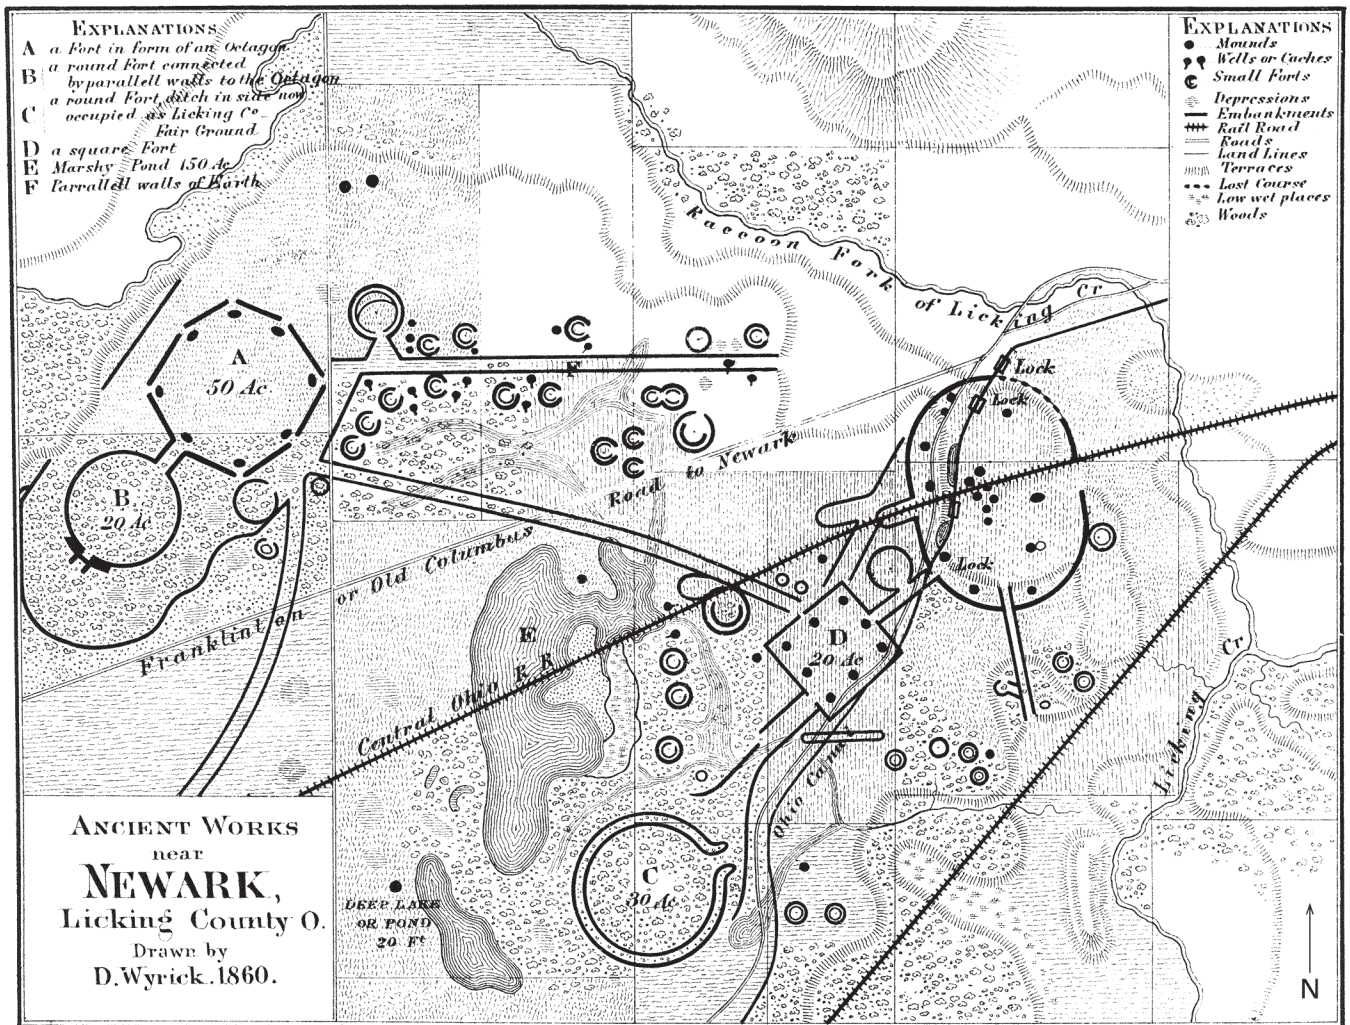 EXPLANATIONS
A a Fort in form of an Octagon
B a round Fort connected
by parallell walls to the Octagon
C a round Fort, ditch in side now
occupied as Licking Co
Fair Ground
D a square Fort
E Marshy Pond 150 Ac
F Parrallell walls of Earth
EXPLANATIONS
Mounds
Wells or Caches
Small Forts
Depressions
Embankments
Rail Road
Roads
Land Lines
Terraces
Lost Course
Low wet places
Woods
Raccoon Fork of Licking Cr
A
50 Ac
B
20 Ac
F
Lock
Lock
Lock
Road to Newark
or Old Columbus
Franklinton
E
D
20 Ac
Central Ohio R R
Ohio Canal
Licking Cr
C
30 Ac
DEEP LAKE
OR POND
20 Ft
ANCIENT WORKS
near
NEWARK,
Licking County O.
Drawn by
D. Wyrick. 1860.
N